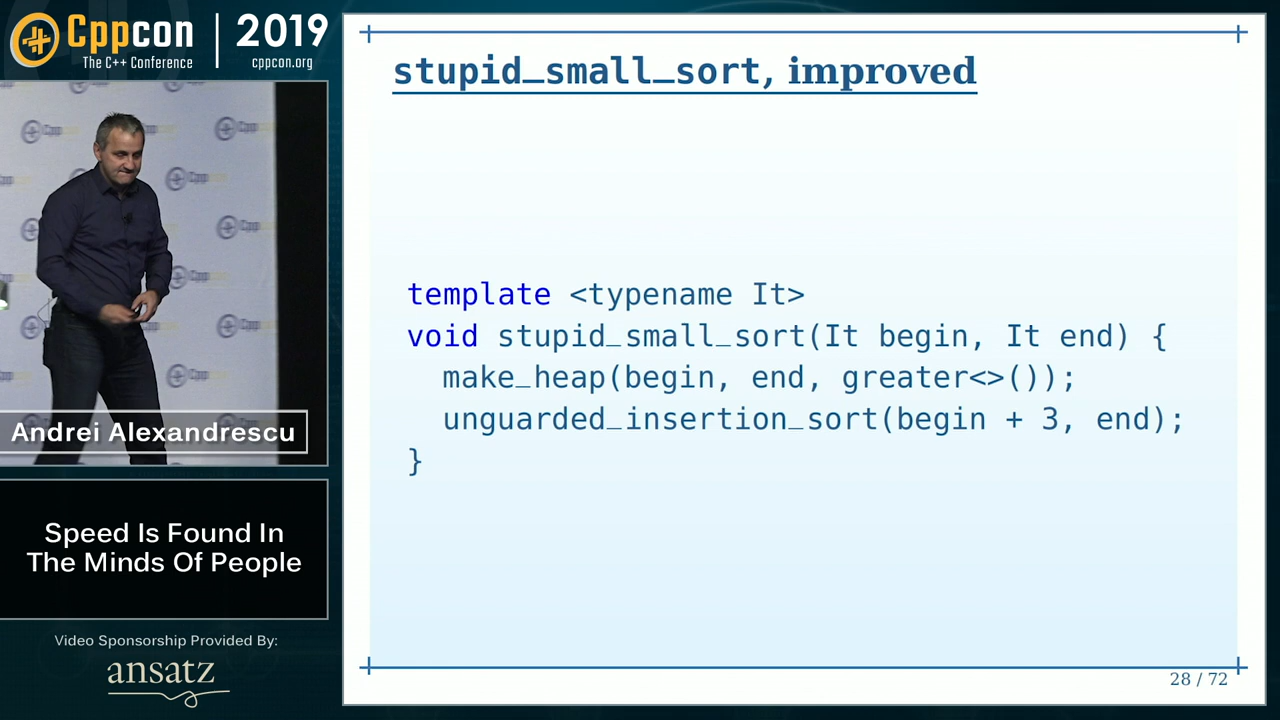 Cppcon | 2019
The C++ Conference cppcon.org
stupid_small_sort, improved
template <typename It>
void stupid_small_sort(It begin, It end) {
  make_heap(begin, end, greater<>());
  unguarded_insertion_sort(begin + 3, end);
}
28 / 72
Andrei Alexandrescu
Speed Is Found In
The Minds Of People
Video Sponsorship Provided By:
ansatz